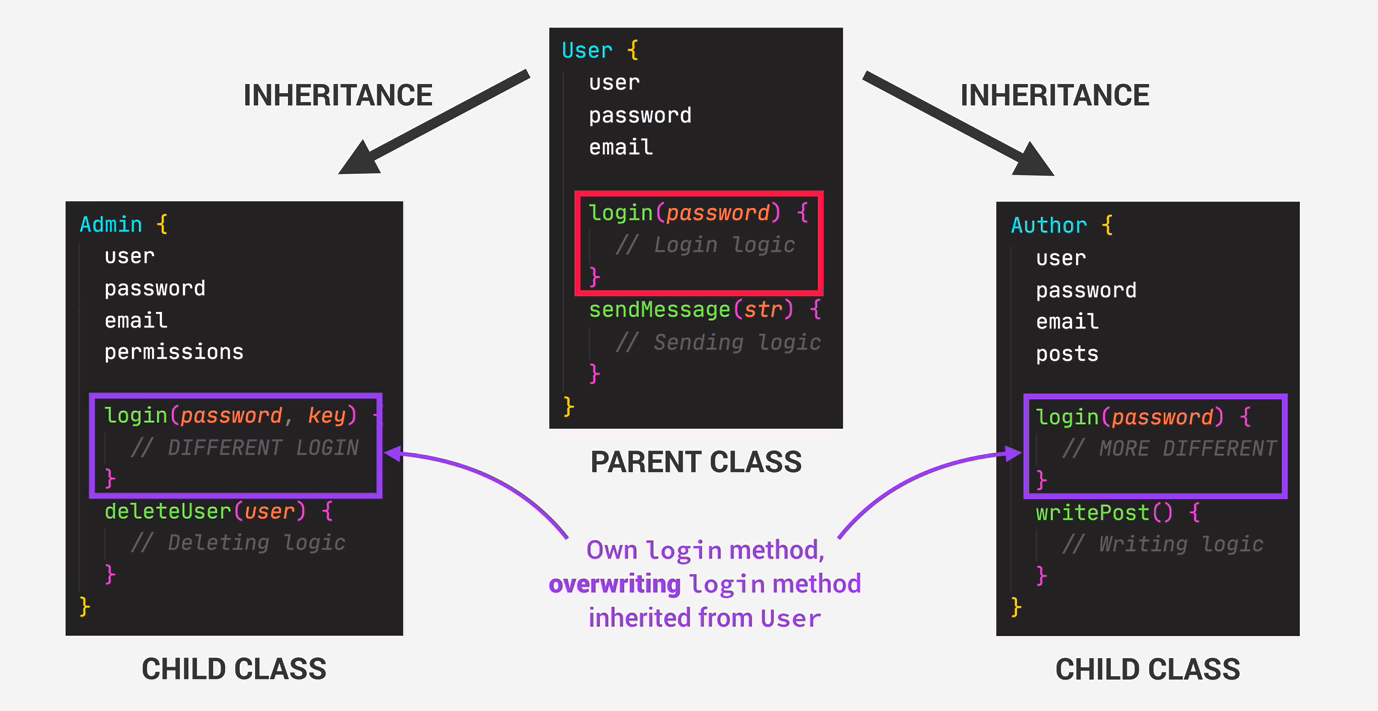 INHERITANCE
INHERITANCE
User {
user
password
email
login(password) {
// Login logic
}
sendMessage(str) {
// Sending logic
}
}
PARENT CLASS
Admin {
user
password
email
permissions
login(password, key) {
// DIFFERENT LOGIN
}
deleteUser(user) {
// Deleting logic
}
}
CHILD CLASS
Own login method,
overwriting login method
inherited from User
Author {
user
password
email
posts
login(password) {
// MORE DIFFERENT
}
writePost() {
// Writing logic
}
}
CHILD CLASS